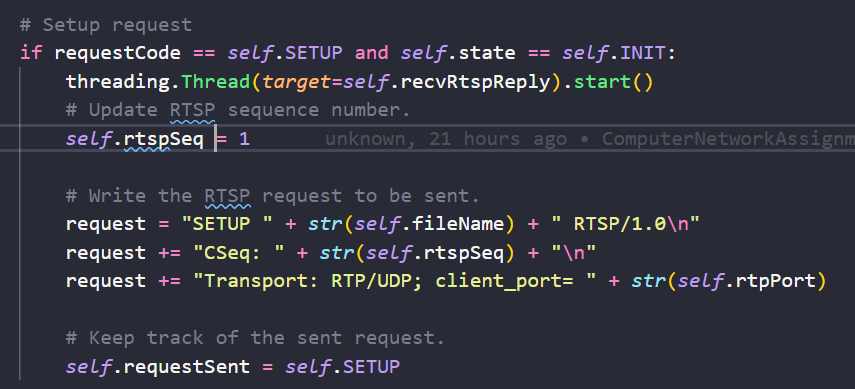 # Setup request
if requestCode == self.SETUP and self.state == self.INIT:
threading.Thread(target=self.recvRtspReply).start()
# Update RTSP sequence number.
self.rtspSeq = 1 unknown, 21 hours ago • ComputerNetworkAssignm
# Write the RTSP request to be sent.
request = "SETUP " + str(self.fileName) + " RTSP/1.0\n"
request += "CSeq: " + str(self.rtspSeq) + "\n"
request += "Transport: RTP/UDP; client_port= " + str(self.rtpPort)
# Keep track of the sent request.
self.requestSent = self.SETUP